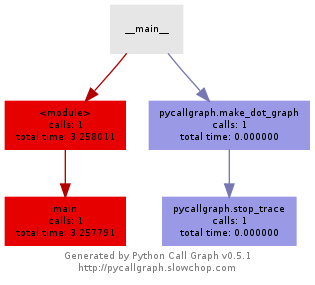 __main__
<module>
calls: 1
total time: 3.258011
pycallgraph.make_dot_graph
calls: 1
total time: 0.000000
main
calls: 1
total time: 3.257791
pycallgraph.stop_trace
calls: 1
total time: 0.000000
Generated by Python Call Graph v0.5.1
http://pycallgraph.slowchop.com